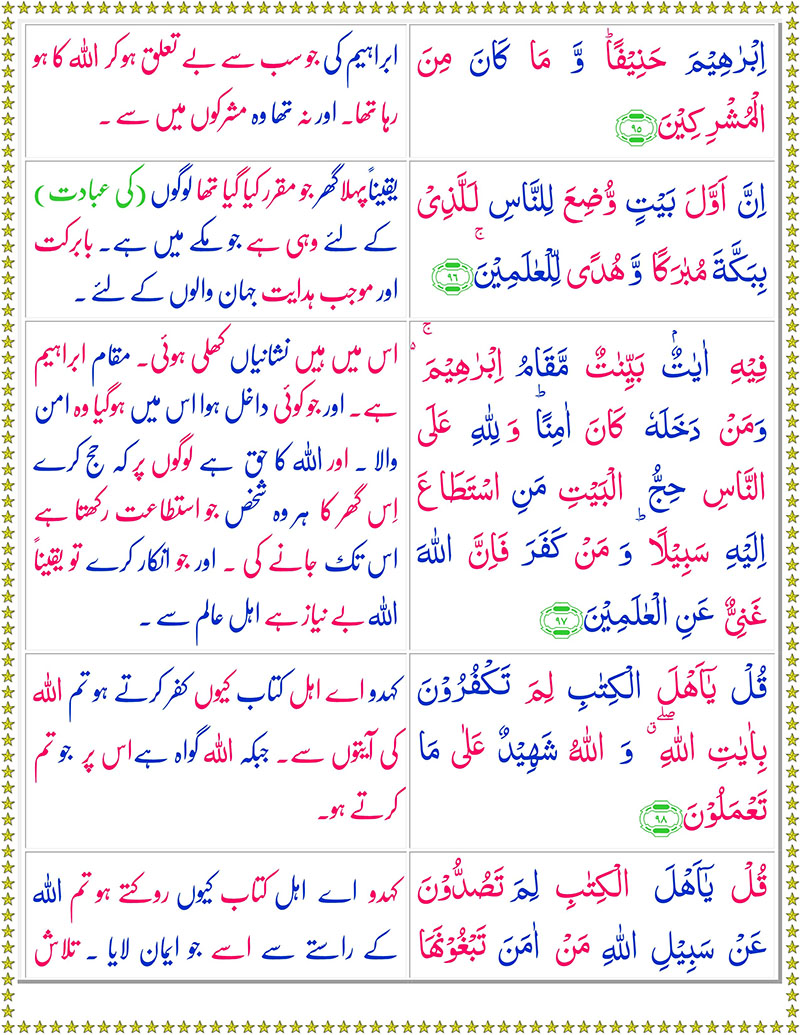 اِبْرٰهِیْمَ حَنِیْفًا ؕ وَّ مَا كَانَ مِنَ
الْمُشْرِكِیْنَ ﴿۹۵﴾
ابراہیم کی جو سب سے بے تعلق ہوکر اللہ کا ہو
رہا تھا۔ اور نہ تھا وہ مشرکوں میں سے ۔
اِنَّ اَوَّلَ بَیْتٍ وُّضِعَ لِلنَّاسِ لَلَّذِیْ
بِبَكَّةَ مُبٰرَكًا وَّ هُدًی لِّلْعٰلَمِیْنَ ۚ ﴿۹۶﴾
یقیناً پہلا گھر جو مقرر کیا گیا تھا لوگوں (کی عبادت)
کے لئے وہی ہے جو مکے میں ہے۔ بابرکت
اور موجب ہدایت جہان والوں کے لئے ۔
فِیْهِ اٰیٰتٌۢ بَیِّنٰتٌ مَّقَامُ اِبْرٰهِیْمَ ۚ۬
وَمَنْ دَخَلَهٗ كَانَ اٰمِنًا ؕ وَ لِلّٰهِ عَلَی
النَّاسِ حِجُّ الْبَیْتِ مَنِ اسْتَطَاعَ
اِلَیْهِ سَبِیْلًا ؕ وَ مَنْ كَفَرَ فَاِنَّ اللّٰهَ
غَنِیٌّ عَنِ الْعٰلَمِیْنَ ﴿۹۷﴾
اس میں ہیں نشانیاں کھلی ہوئی۔ مقام ابراہیم
ہے۔ اور جو کوئی داخل ہوا اس میں ہوگیا وہ امن
والا ۔ اور اللہ کا حق ہے لوگوں پر کہ حج کرے
اِس گھر کا ہر وہ شخص جو استطاعت رکھتا ہے
اس تک جانے کی ۔ اور جو انکار کرے تو یقیناً
اللہ بے نیاز ہے اہل عالم سے ۔
قُلْ یٰۤاَهْلَ الْكِتٰبِ لِمَ تَكْفُرُوْنَ
بِاٰیٰتِ اللّٰهِ ۖۗ وَ اللّٰهُ شَهِیْدٌ عَلٰی مَا
تَعْمَلُوْنَ ﴿۹۸﴾
کہدو اے اہل کتاب کیوں کفر کرتے ہو تم اللہ
کی آیتوں سے۔ جبکہ اللہ گواہ ہے اس پر جو تم
کرتے ہو۔
قُلْ یٰۤاَهْلَ الْكِتٰبِ لِمَ تَصُدُّوْنَ
عَنْ سَبِیْلِ اللّٰهِ مَنْ اٰمَنَ تَبْغُوْنَهَا
کہدو اے اہل کتاب کیوں روکتے ہو تم اللہ
کے راستے سے اسے جو ایمان لایا ۔ تلاش